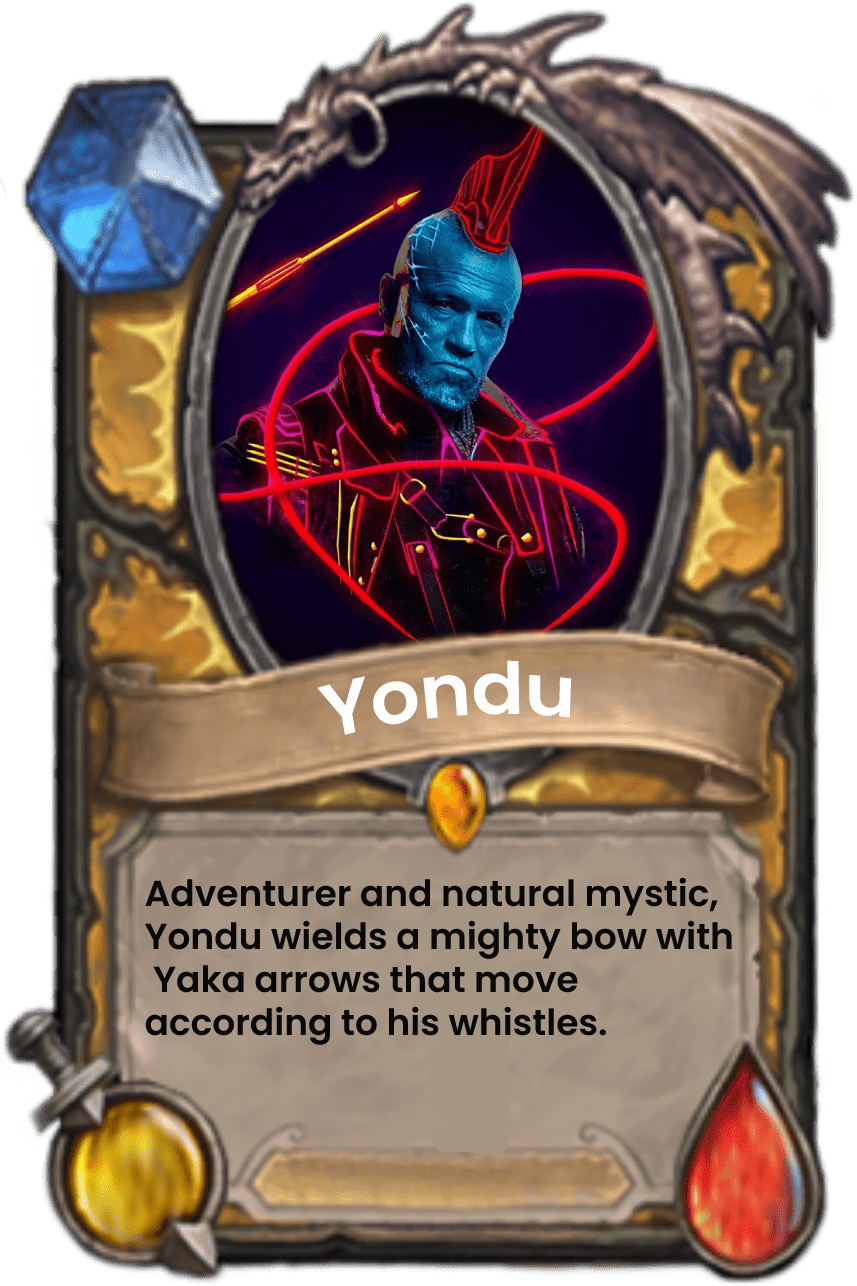 Yondu
Adventurer and natural mystic,
Yondu wields a mighty bow with
Yaka arrows that move
according to his whistles.